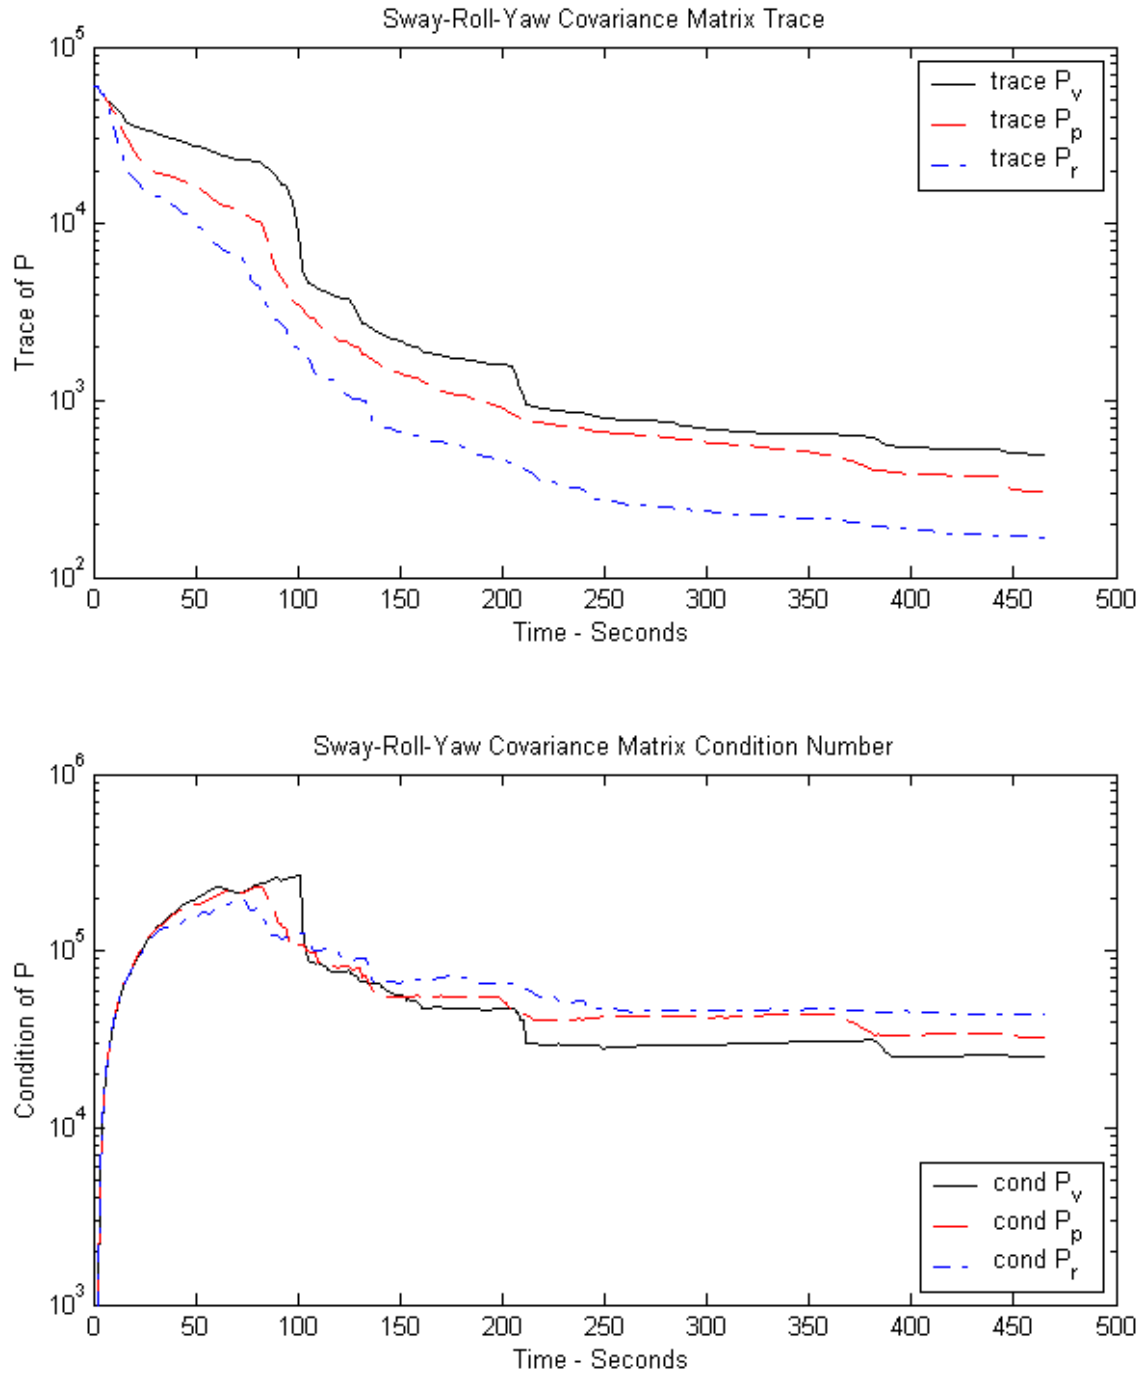 Sway-Roll-Yaw Covariance Matrix Trace
10^5
10^4
10^3
10^2
Trace of P
trace P_v
trace P_p
trace P_r
0 50 100 150 200 250 300 350 400 450 500
Time - Seconds
Sway-Roll-Yaw Covariance Matrix Condition Number
10^6
10^5
10^4
10^3
Condition of P
cond P_v
cond P_p
cond P_r
0 50 100 150 200 250 300 350 400 450 500
Time - Seconds